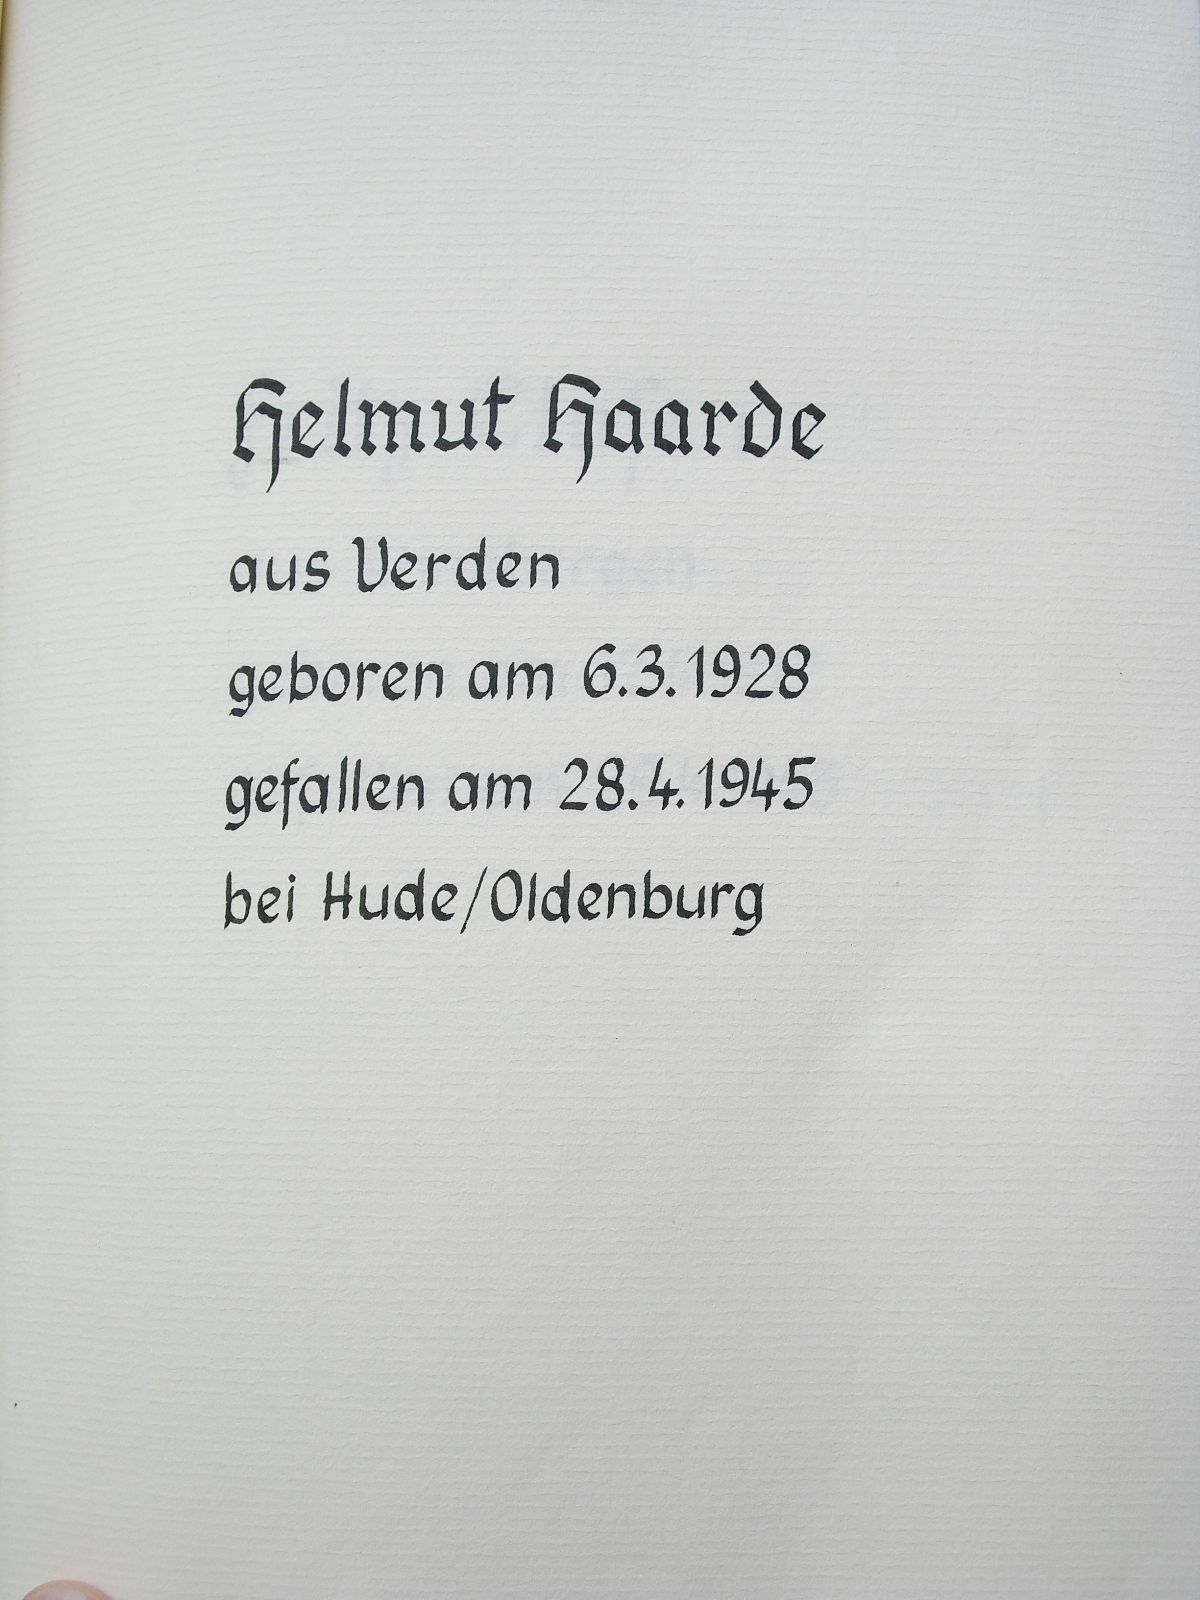 Helmut Haarde
aus Verden
geboren am 6.3.1928
gefallen am 28.4.1945
bei Hude/Oldenburg